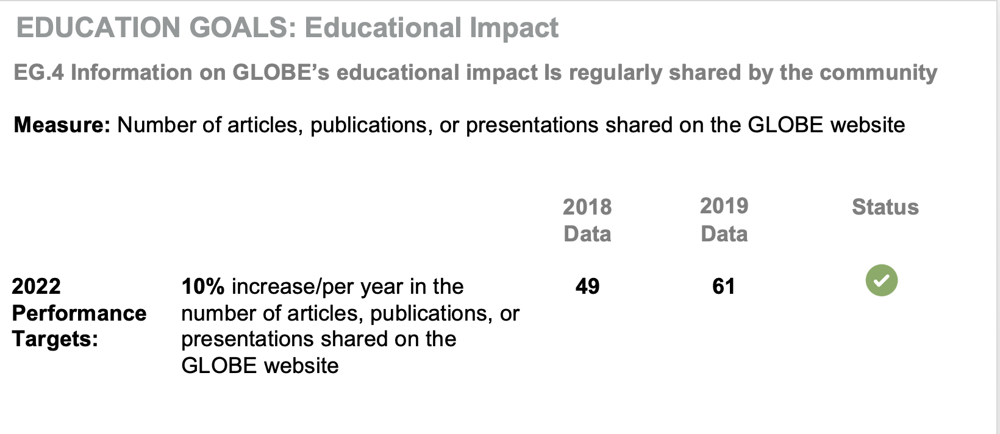 EDUCATION GOALS: Educational Impact
EG.4 Information on GLOBE’s educational impact Is regularly shared by the community
Measure: Number of articles, publications, or presentations shared on the GLOBE website
2018 Data
2019 Data
Status
2022
Performance
Targets:
10% increase/per year in the
number of articles, publications, or
presentations shared on the
GLOBE website
49
61